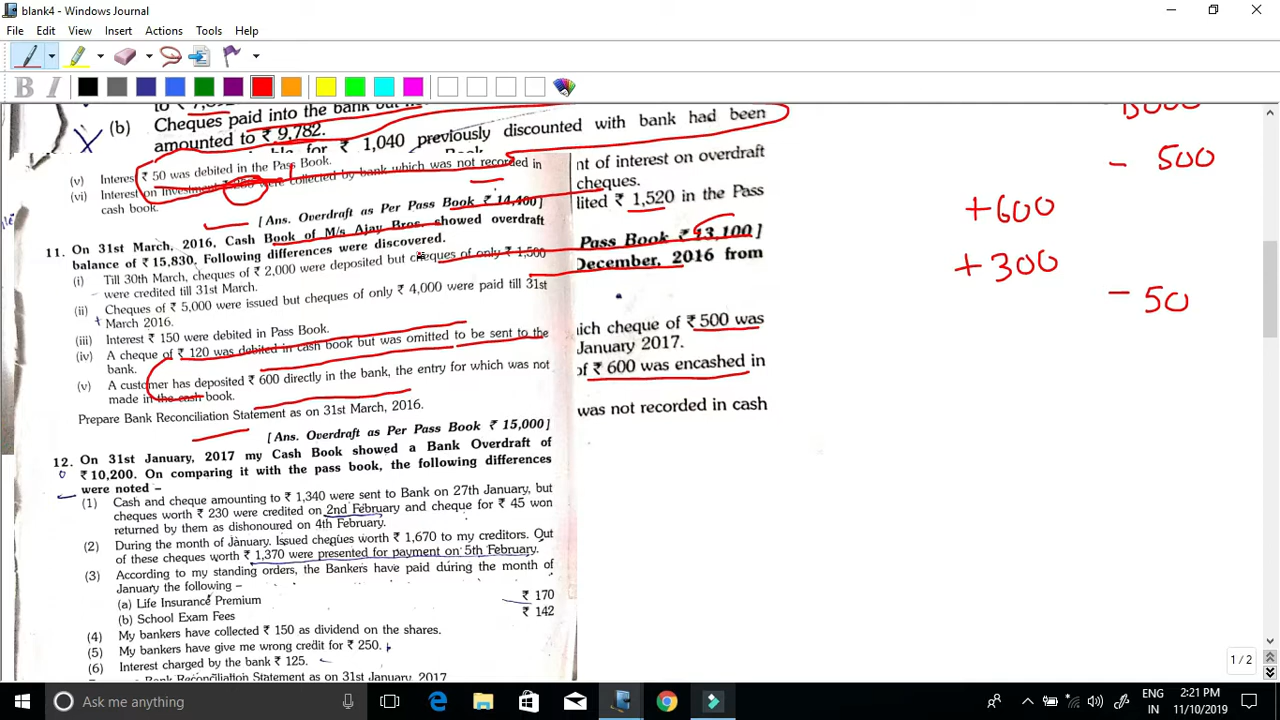 blank4 - Windows Journal
File Edit View Insert Actions Tools Help
B I
Cheques paid into the bank but
(b) amounted to ₹ 9,782.
for ₹ 1,040 previously discounted with bank had been
(v) Interest ₹ 50 was debited in the Pass Book.
(vi) Interest on Investment were collected by bank which was not recorded in
cash book.
[Ans. Overdraft as Per Pass Book ₹ 14,400]
11. On 31st March, 2016, Cash Book of M/s Ajay Bros. showed overdraft
balance of ₹ 15,830. Following differences were discovered.
(i) Till 30th March, cheques of ₹ 2,000 were deposited but cheques of only ₹ 1,500
were credited till 31st March.
(ii) Cheques of ₹ 5,000 were issued but cheques of only ₹ 4,000 were paid till 31st
March 2016.
(iii) Interest ₹ 150 were debited in Pass Book.
(iv) A cheque of ₹ 120 was debited in cash book but was omitted to be sent to the
bank.
(v) A customer has deposited ₹ 600 directly in the bank, the entry for which was not
made in the cash book.
Prepare Bank Reconciliation Statement as on 31st March, 2016.
[Ans. Overdraft as Per Pass Book ₹ 15,000]
12. On 31st January, 2017 my Cash Book showed a Bank Overdraft of
₹ 10,200. On comparing it with the pass book, the following differences
were noted –
(1) Cash and cheque amounting to ₹ 1,340 were sent to Bank on 27th January, but
cheques worth ₹ 230 were credited on 2nd February and cheque for ₹ 45 won
returned by them as dishonoured on 4th February.
(2) During the month of January. Issued cheques worth ₹ 1,670 to my creditors. Out
of these cheques worth ₹ 1,370 were presented for payment on 5th February.
(3) According to my standing orders, the Bankers have paid during the month of
January the following –
(a) Life Insurance Premium ₹ 170
(b) School Exam Fees ₹ 142
(4) My bankers have collected ₹ 150 as dividend on the shares.
(5) My bankers have give me wrong credit for ₹ 250.
(6) Interest charged by the bank ₹ 125.
Bank Reconciliation Statement as on 31st January, 2017
nt of interest on overdraft
cheques.
lited ₹ 1,520 in the Pass
Pass Book ₹ 13,100]
December, 2016 from
ich cheque of ₹ 500 was
January 2017.
of ₹ 600 was encashed in
was not recorded in cash
- 500
+600
+300
- 50
1 / 2
Ask me anything
ENG
IN
2:21 PM
11/10/2019